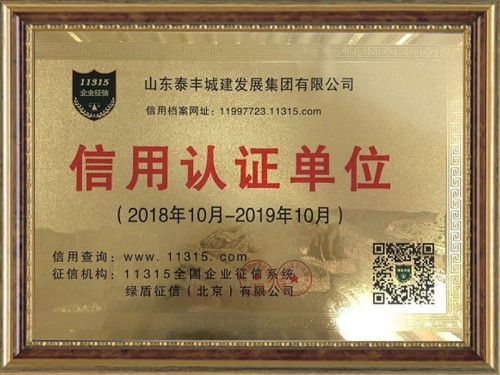 11315
企业征信
山东泰丰城建发展集团有限公司
信用档案网址：11997723.11315.com
信用认证单位
（2018年10月-2019年10月）
信用查询：www.11315.com
征信机构：11315全国企业征信系统
绿盾征信（北京）有限公司